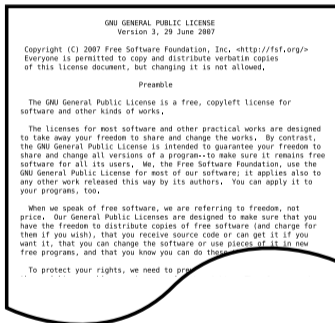 GNU GENERAL PUBLIC LICENSE
Version 3, 29 June 2007
Copyright (C) 2007 Free Software Foundation, Inc. <http://fsf.org/>
Everyone is permitted to copy and distribute verbatim copies
of this license document, but changing it is not allowed.
Preamble
The GNU General Public License is a free, copyleft license for
software and other kinds of works.
The licenses for most software and other practical works are designed
to take away your freedom to share and change the works. By contrast,
the GNU General Public License is intended to guarantee your freedom to
share and change all versions of a program--to make sure it remains free
software for all its users. We, the Free Software Foundation, use the
GNU General Public License for most of our software; it applies also to
any other work released this way by its authors. You can apply it to
your programs, too.
When we speak of free software, we are referring to freedom, not
price. Our General Public Licenses are designed to make sure that you
have the freedom to distribute copies of free software (and charge for
them if you wish), that you receive source code or can get it if you
want it, that you can change the software or use pieces of it in new
free programs, and that you know you can do these
To protect your rights, we need to